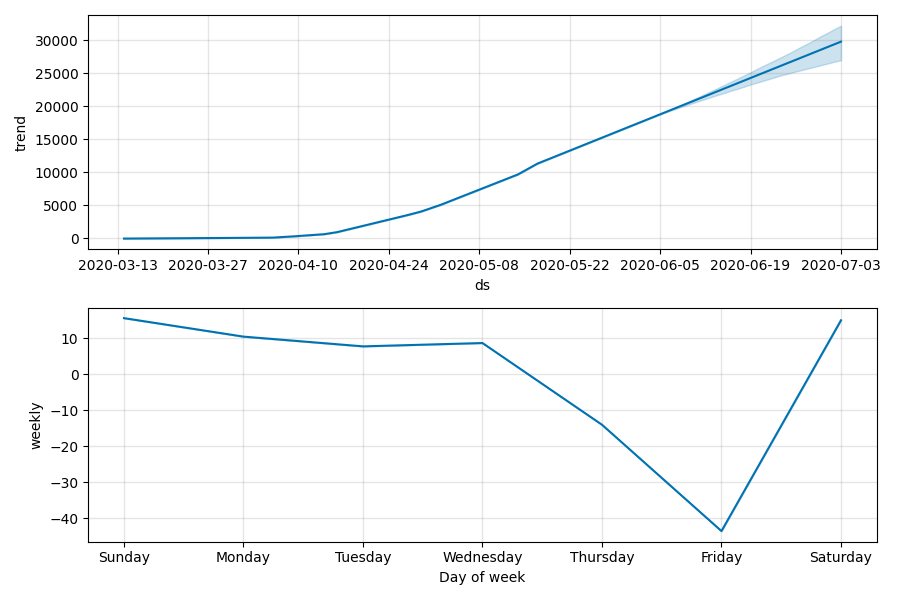 30000
25000
20000
15000
10000
5000
0
trend
2020-03-13 2020-03-27 2020-04-10 2020-04-24 2020-05-08 2020-05-22 2020-06-05 2020-06-19 2020-07-03
ds
10
0
−10
−20
−30
−40
weekly
Sunday Monday Tuesday Wednesday Thursday Friday Saturday
Day of week